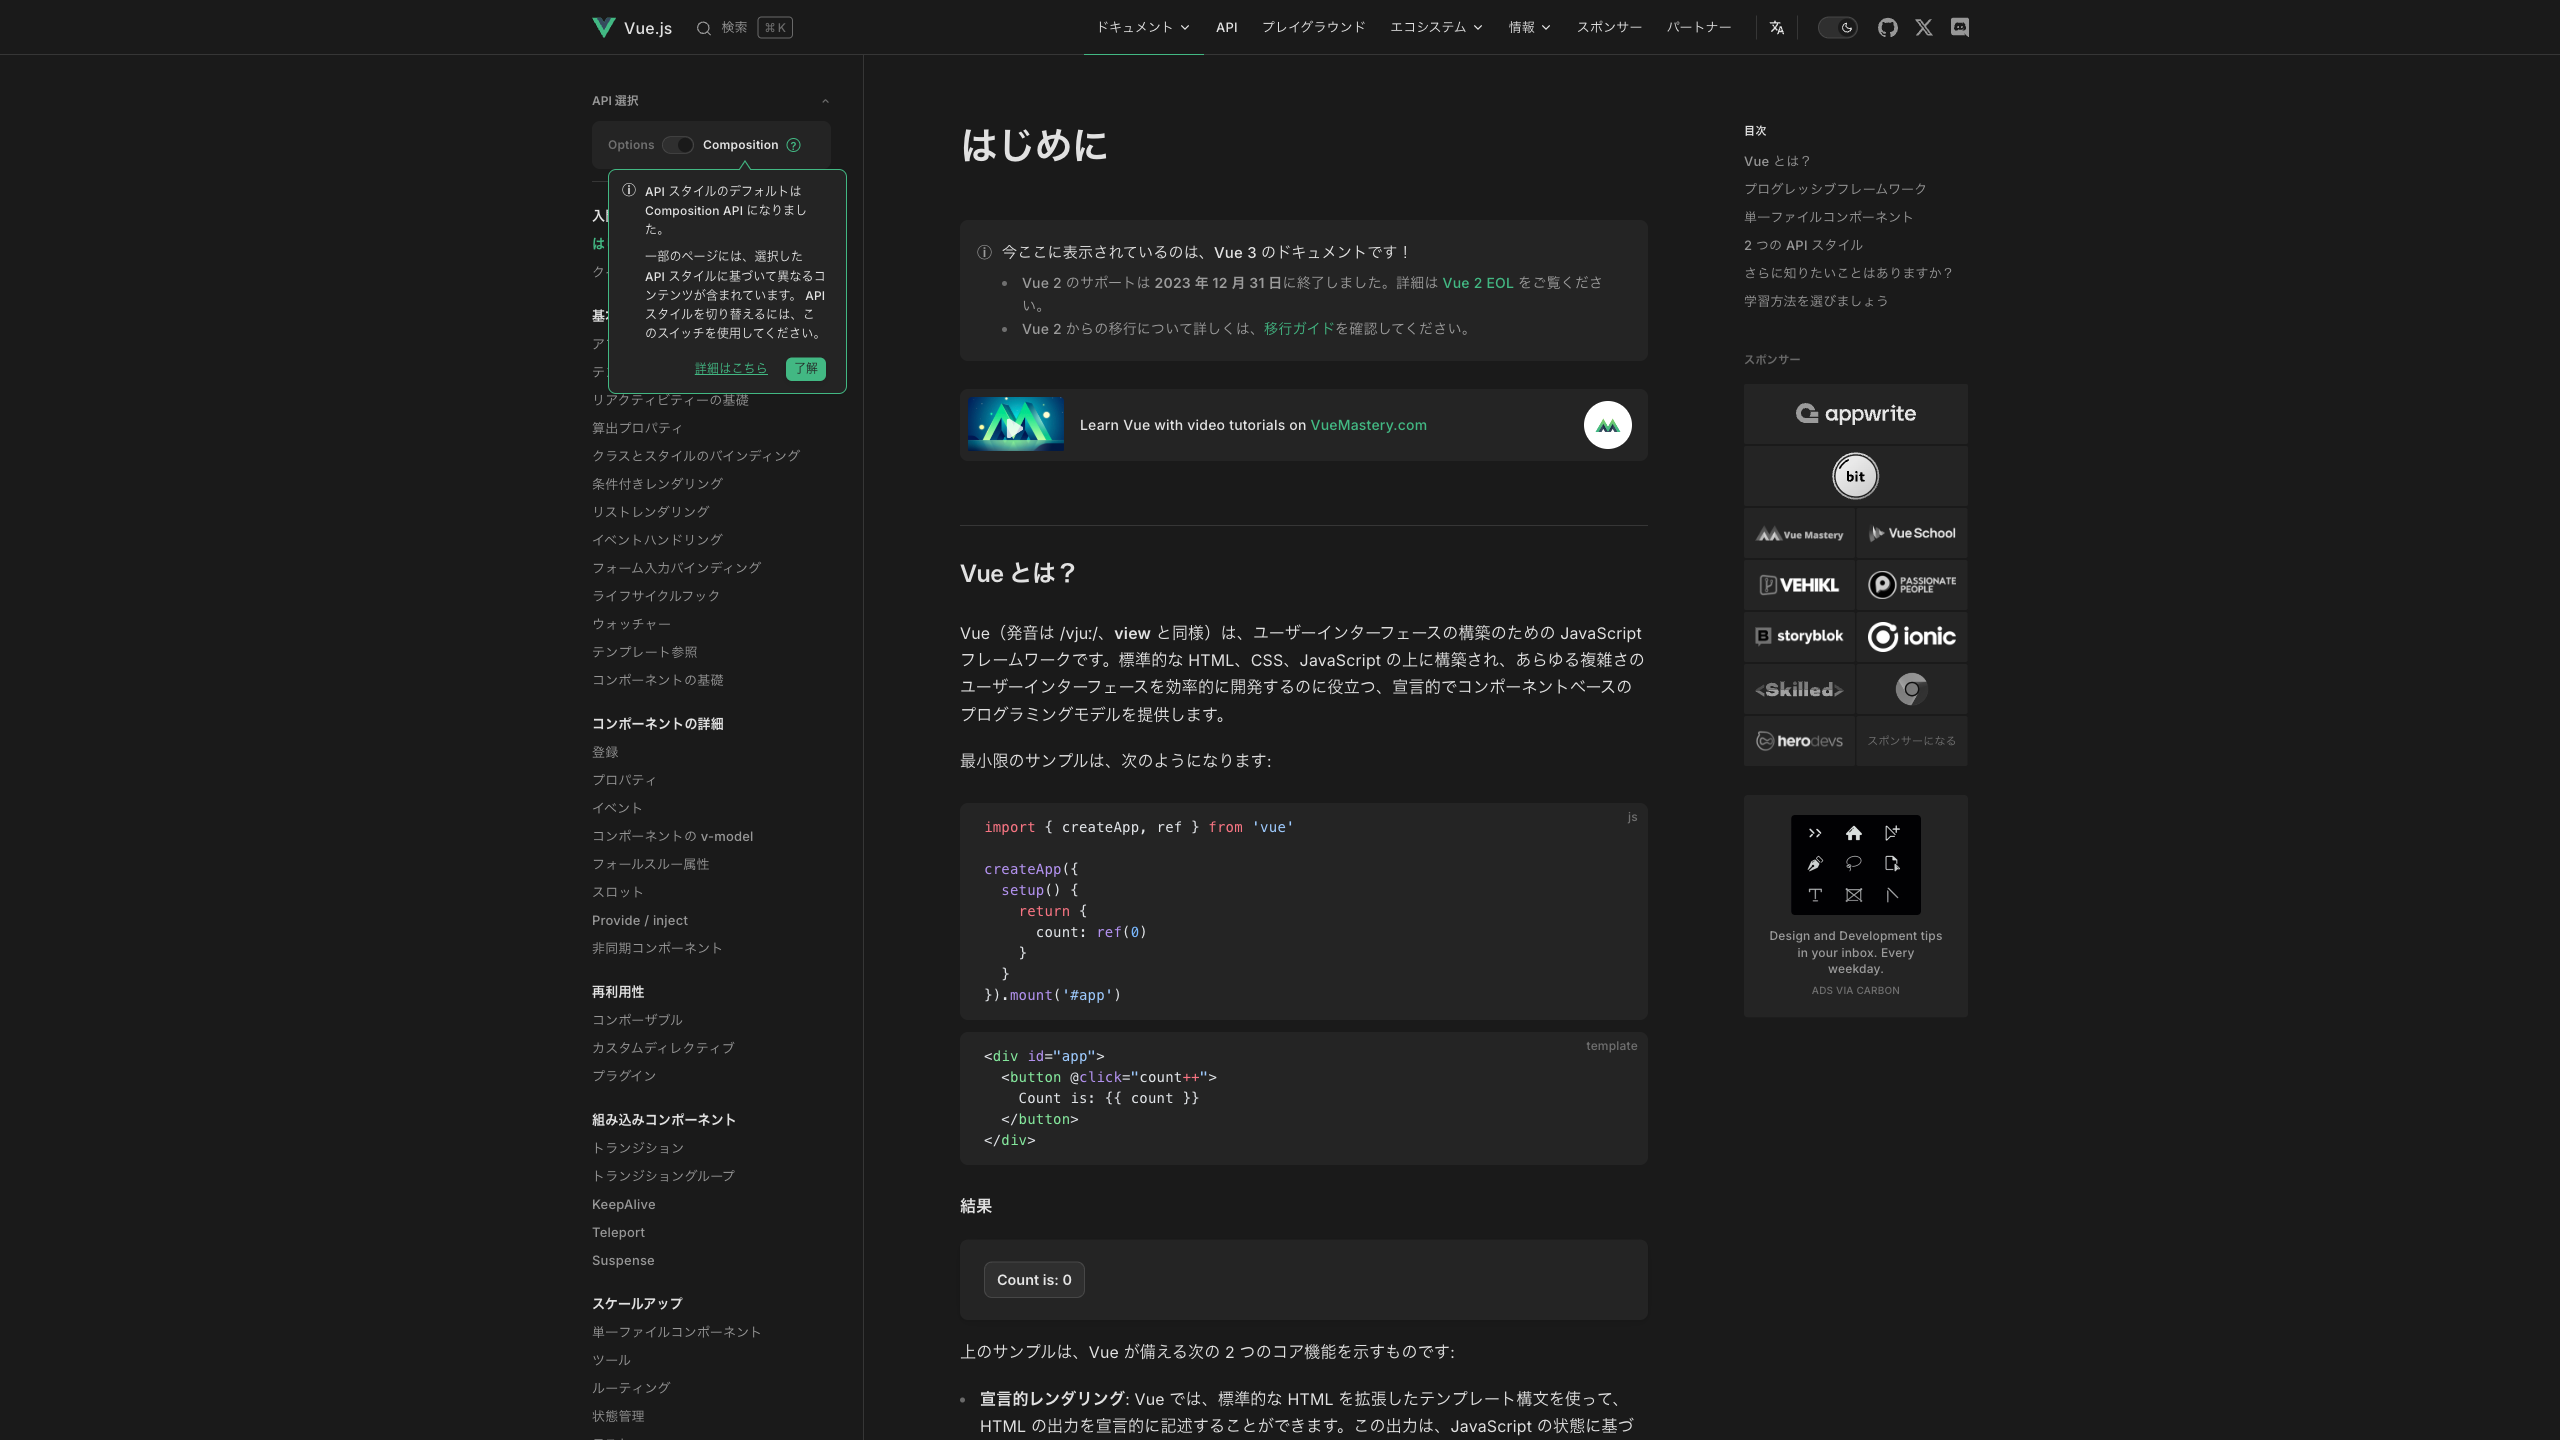 Vue.js
検索
⌘ K
ドキュメント
API
プレイグラウンド
エコシステム
情報
スポンサー
パートナー
API 選択
Options
Composition
?
API スタイルのデフォルトは
Composition API になりまし
た。
一部のページには、選択した
API スタイルに基づいて異なるコ
ンテンツが含まれています。 API
スタイルを切り替えるには、こ
のスイッチを使用してください。
詳細はこちら
了解
リアクティビティーの基礎
算出プロパティ
クラスとスタイルのバインディング
条件付きレンダリング
リストレンダリング
イベントハンドリング
フォーム入力バインディング
ライフサイクルフック
ウォッチャー
テンプレート参照
コンポーネントの基礎
コンポーネントの詳細
登録
プロパティ
イベント
コンポーネントの v-model
フォールスルー属性
スロット
Provide / inject
非同期コンポーネント
再利用性
コンポーザブル
カスタムディレクティブ
プラグイン
組み込みコンポーネント
トランジション
トランジショングループ
KeepAlive
Teleport
Suspense
スケールアップ
単一ファイルコンポーネント
ツール
ルーティング
状態管理
はじめに
今ここに表示されているのは、Vue 3 のドキュメントです！
• Vue 2 のサポートは 2023 年 12 月 31 日に終了しました。詳細は Vue 2 EOL をご覧くださ
い。
• Vue 2 からの移行について詳しくは、移行ガイドを確認してください。
Learn Vue with video tutorials on VueMastery.com
Vue とは？
Vue（発音は /vjuː/、view と同様）は、ユーザーインターフェースの構築のための JavaScript
フレームワークです。標準的な HTML、CSS、JavaScript の上に構築され、あらゆる複雑さの
ユーザーインターフェースを効率的に開発するのに役立つ、宣言的でコンポーネントベースの
プログラミングモデルを提供します。
最小限のサンプルは、次のようになります:
js
import { createApp, ref } from 'vue'
createApp({
  setup() {
    return {
      count: ref(0)
    }
  }
}).mount('#app')
template
<div id="app">
  <button @click="count++">
    Count is: {{ count }}
  </button>
</div>
結果
Count is: 0
上のサンプルは、Vue が備える次の 2 つのコア機能を示すものです:
• 宣言的レンダリング: Vue では、標準的な HTML を拡張したテンプレート構文を使って、
HTML の出力を宣言的に記述することができます。この出力は、JavaScript の状態に基づ
目次
Vue とは？
プログレッシブフレームワーク
単一ファイルコンポーネント
2 つの API スタイル
さらに知りたいことはありますか？
学習方法を選びましょう
スポンサー
appwrite
bit
Vue Mastery
Vue School
VEHIKL
PASSIONATE
PEOPLE
storyblok
ionic
<Skilled>
herodevs
スポンサーになる
Design and Development tips
in your inbox. Every
weekday.
ADS VIA CARBON